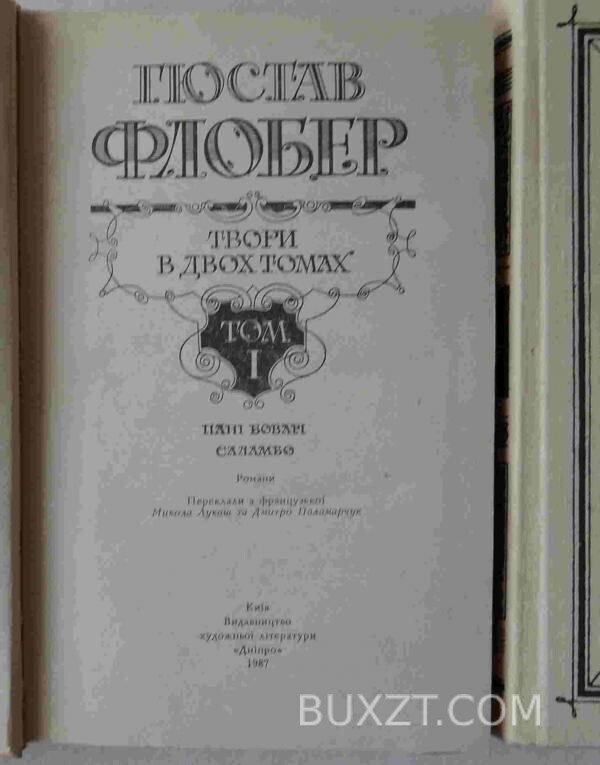 ГЮСТАВ
ФЛОБЕР
ТВОРИ
В ДВОХ ТОМАХ
ТОМ
I
ПАНІ БОВАРІ
САЛАМБО
Романи
Переклали з французької
Микола Лукаш та Дмитро Паламарчук
Київ
Видавництво
художньої літератури
«Дніпро»
1987
BUXZT.COM